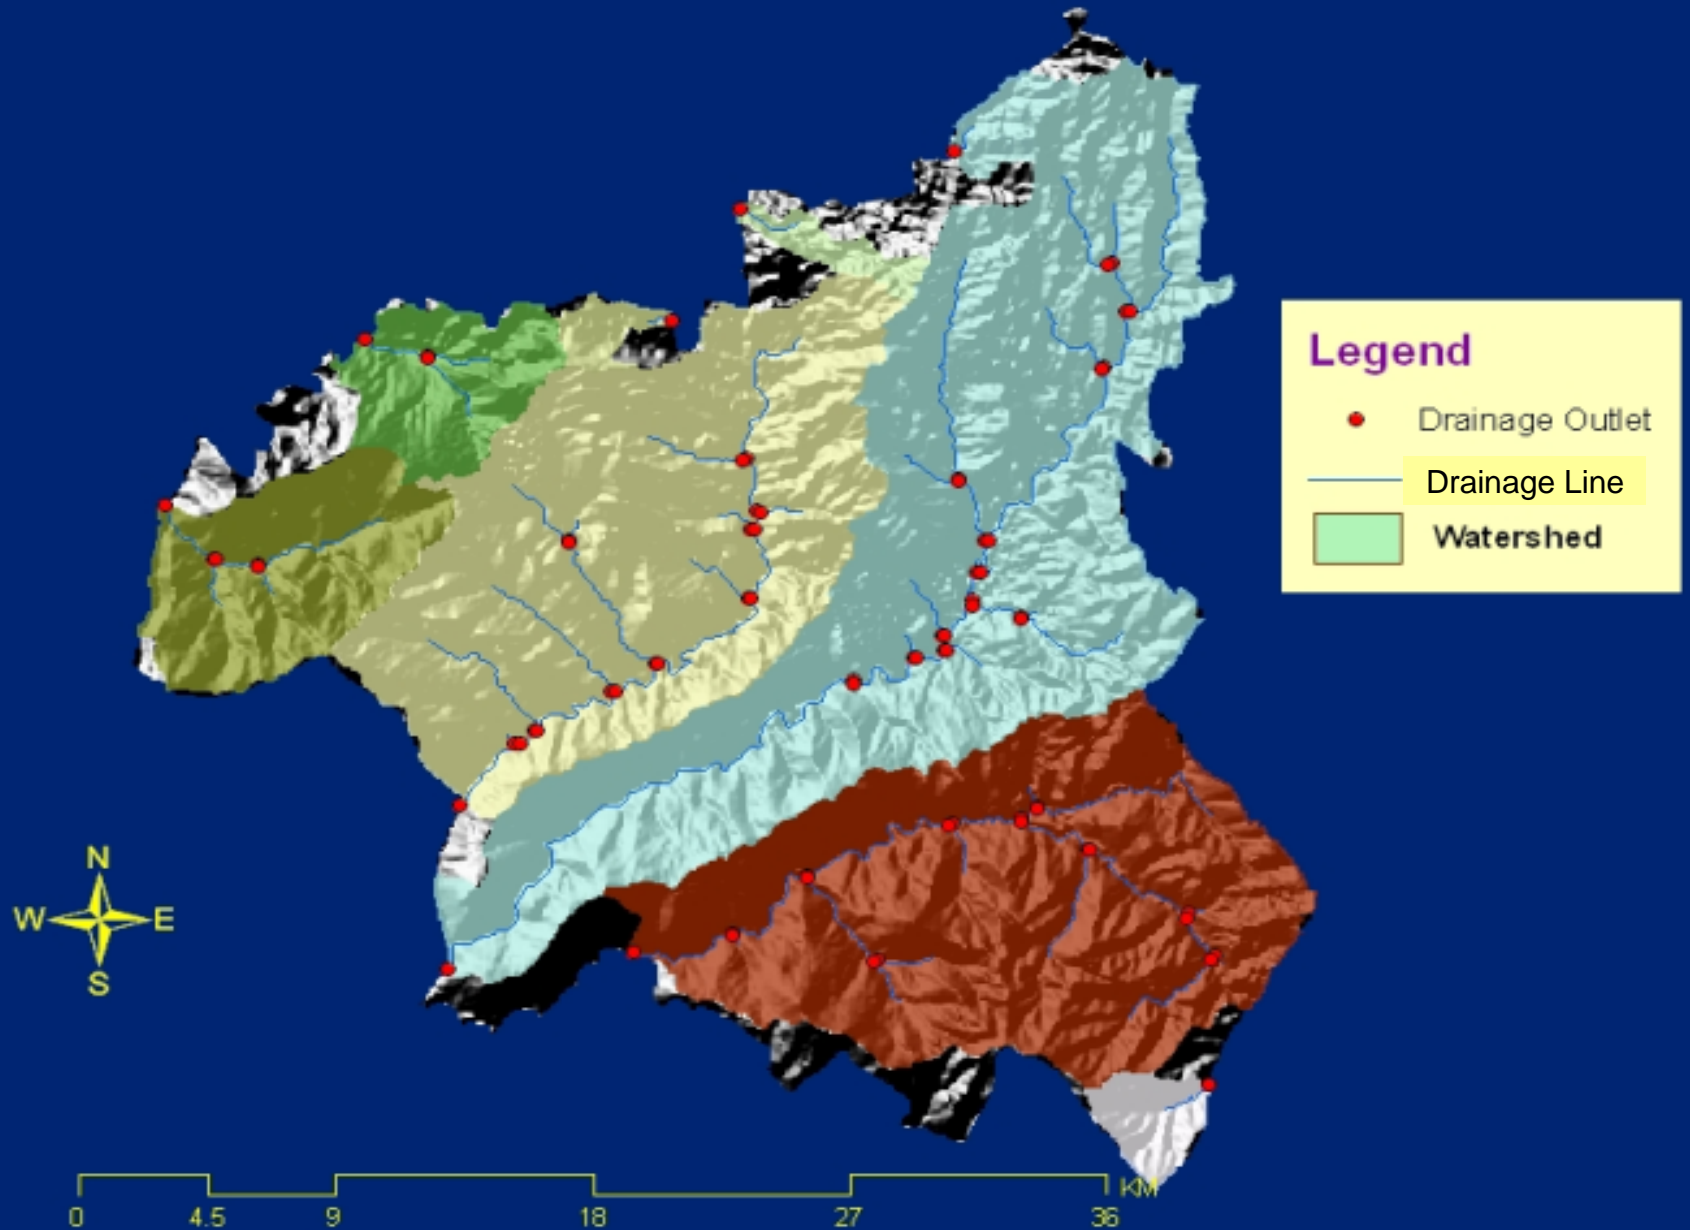 Legend
Drainage Outlet
Drainage Line
Watershed
N
W E
S
KM
0 4.5 9 18 27 36